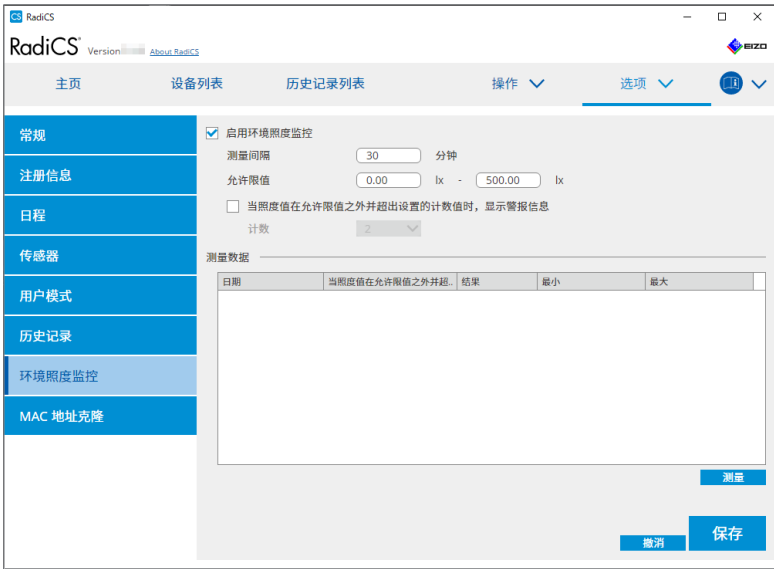 CS RadiCS
RadiCS® Version About RadiCS EIZO
主页 设备列表 历史记录列表 操作 选项
常规
注册信息
日程
传感器
用户模式
历史记录
环境照度监控
MAC 地址克隆
启用环境照度监控
测量间隔 30 分钟
允许限值 0.00 lx - 500.00 lx
当照度值在允许限值之外并超出设置的计数值时，显示警报信息
计数 2
测量数据
日期 当照度值在允许限值之外并超.. 结果 最小 最大
测量
保存
撤消